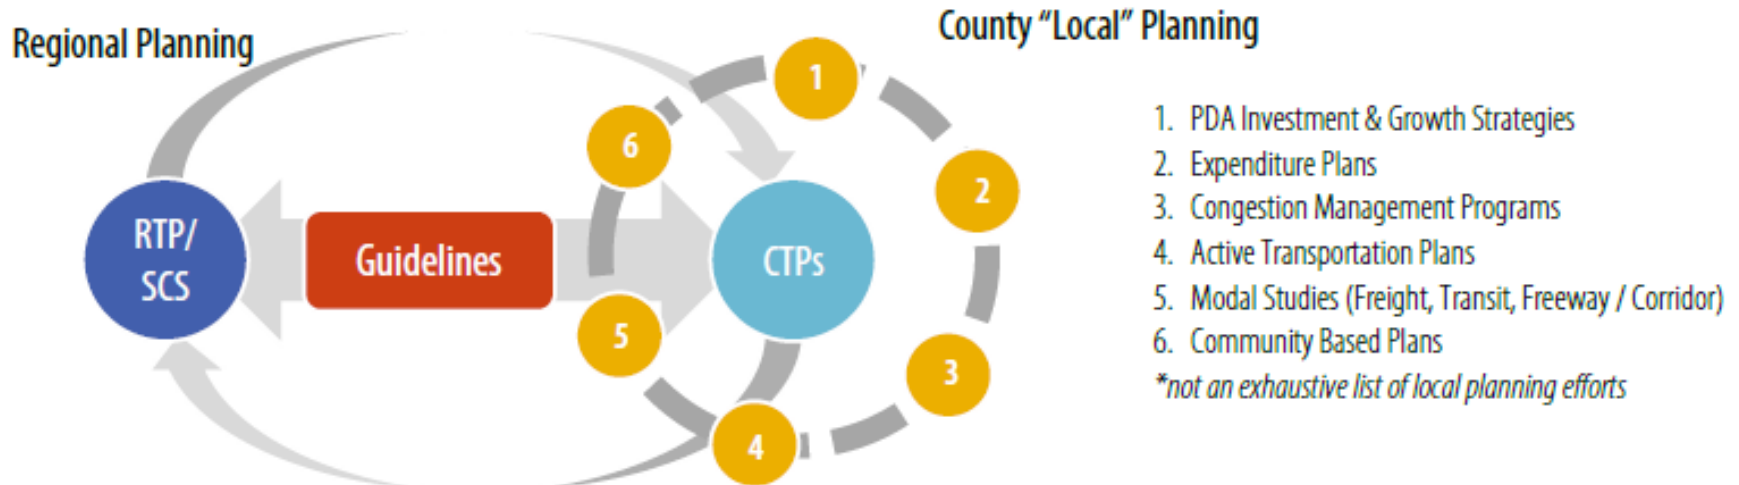 Regional Planning
County “Local” Planning
1
2
3
4
5
6
RTP/
SCS
Guidelines
CTPs
1. PDA Investment & Growth Strategies
2. Expenditure Plans
3. Congestion Management Programs
4. Active Transportation Plans
5. Modal Studies (Freight, Transit, Freeway / Corridor)
6. Community Based Plans
*not an exhaustive list of local planning efforts